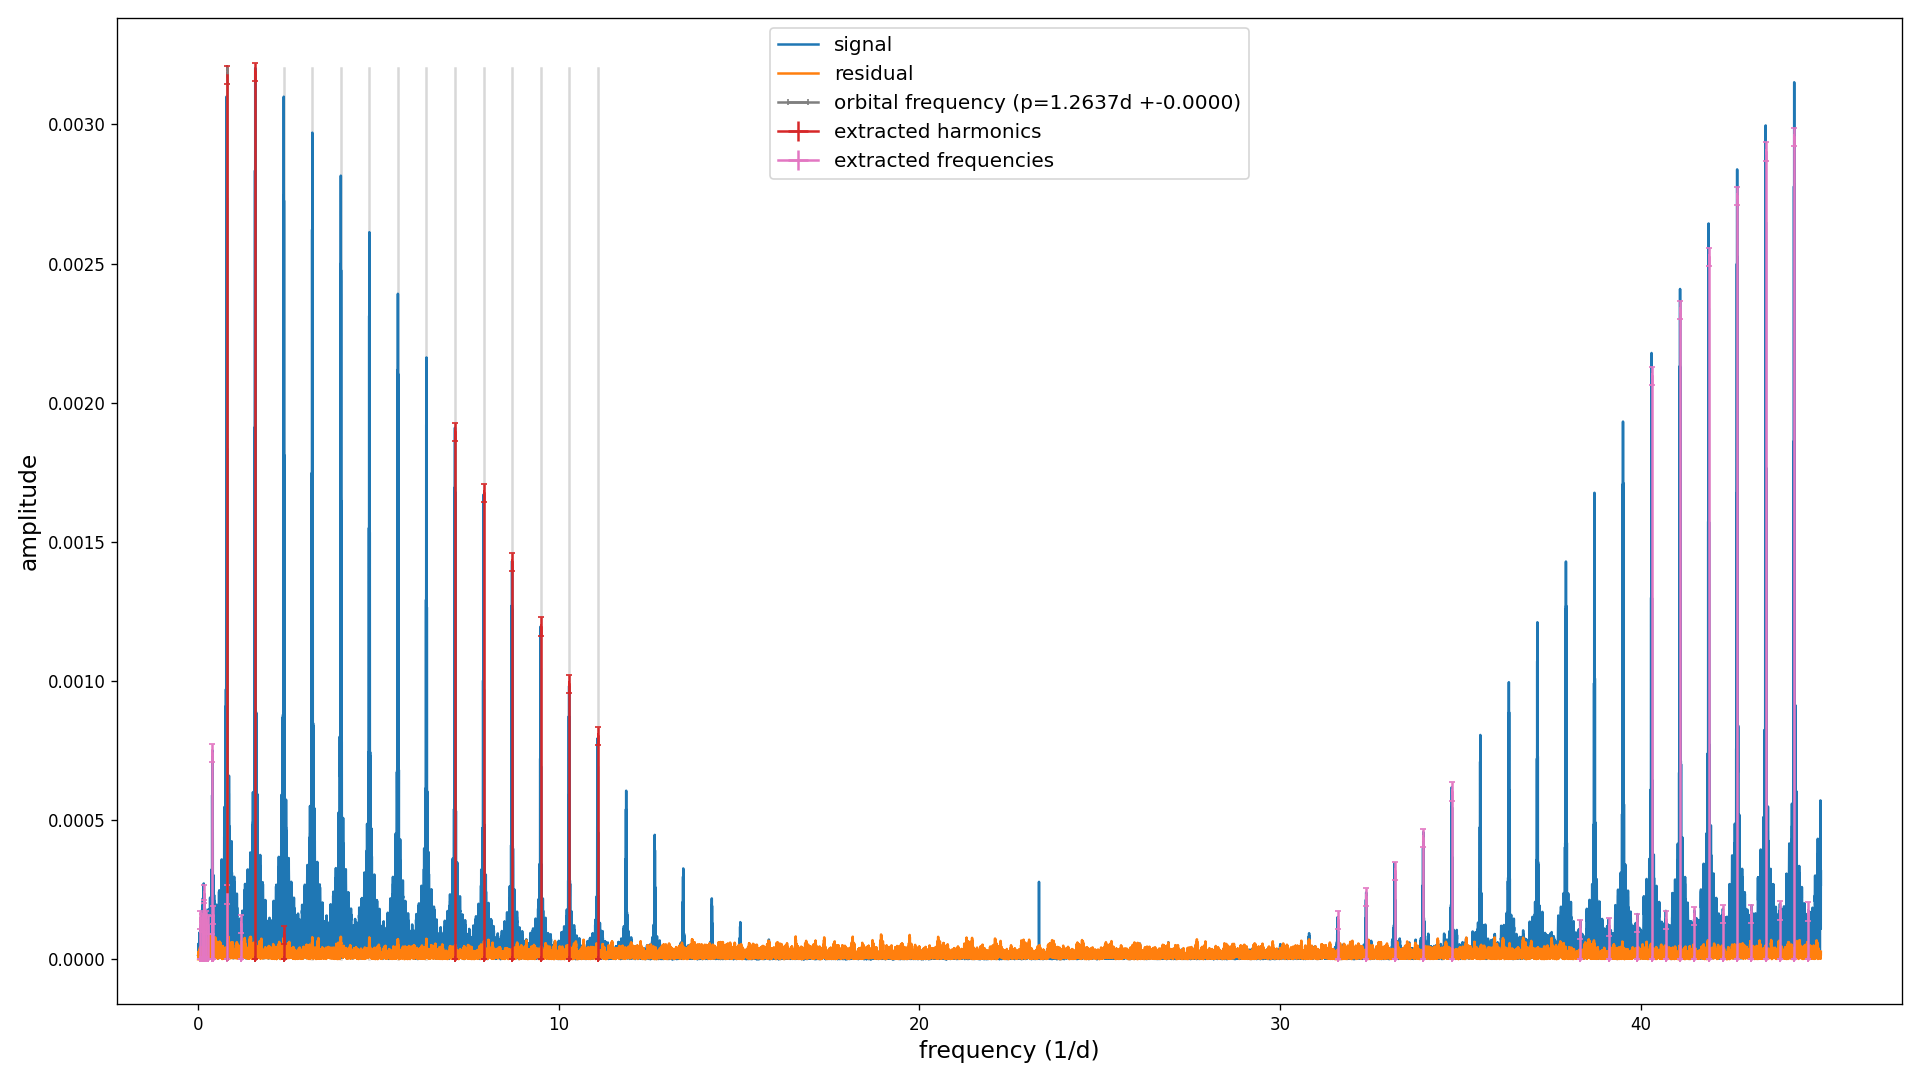 signal
residual
orbital frequency (p=1.2637d +-0.0000)
extracted harmonics
extracted frequencies
0.0030
0.0025
0.0020
0.0015
0.0010
0.0005
0.0000
amplitude
0 10 20 30 40
frequency (1/d)